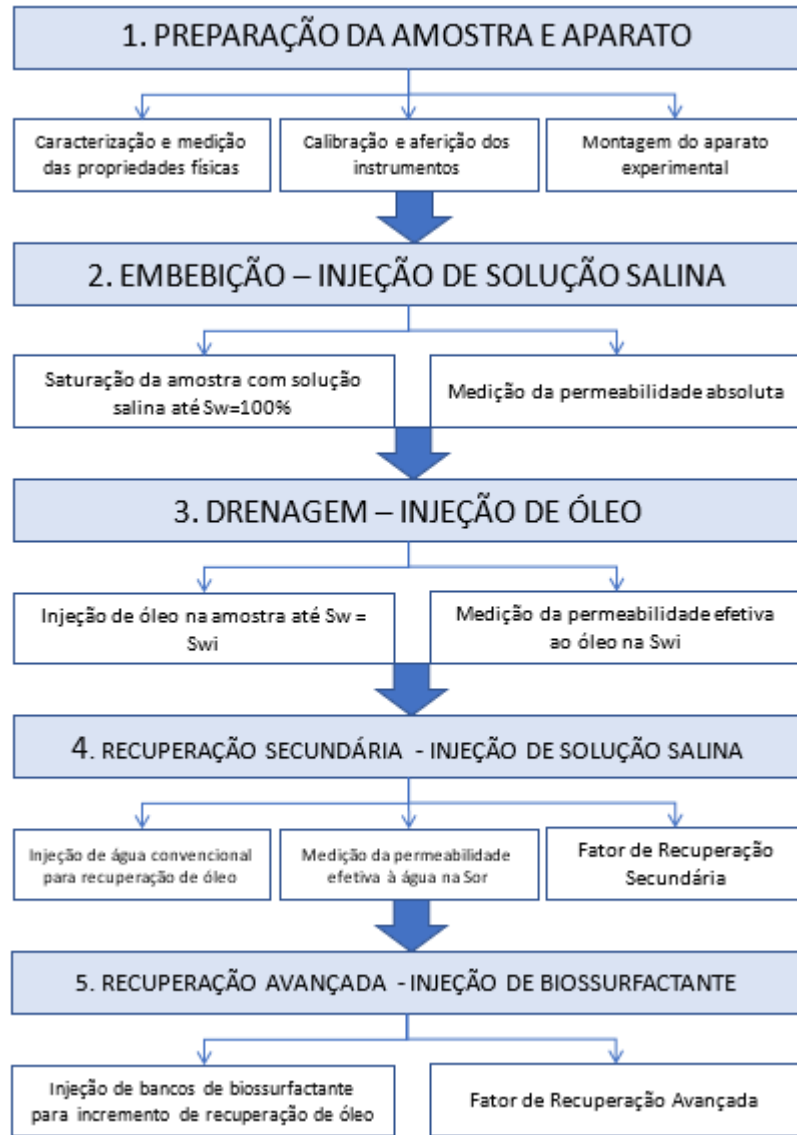 1. PREPARAÇÃO DA AMOSTRA E APARATO
Caracterização e medição
das propriedades físicas
Calibração e aferição dos
instrumentos
Montagem do aparato
experimental
2. EMBEBIÇÃO – INJEÇÃO DE SOLUÇÃO SALINA
Saturação da amostra com solução
salina até Sw=100%
Medição da permeabilidade absoluta
3. DRENAGEM – INJEÇÃO DE ÓLEO
Injeção de óleo na amostra até Sw =
Swi
Medição da permeabilidade efetiva
ao óleo na Swi
4. RECUPERAÇÃO SECUNDÁRIA - INJEÇÃO DE SOLUÇÃO SALINA
Injeção de água convencional
para recuperação de óleo
Medição da permeabilidade
efetiva à água na Sor
Fator de Recuperação
Secundária
5. RECUPERAÇÃO AVANÇADA - INJEÇÃO DE BIOSSURFACTANTE
Injeção de bancos de biossurfactante
para incremento de recuperação de óleo
Fator de Recuperação Avançada